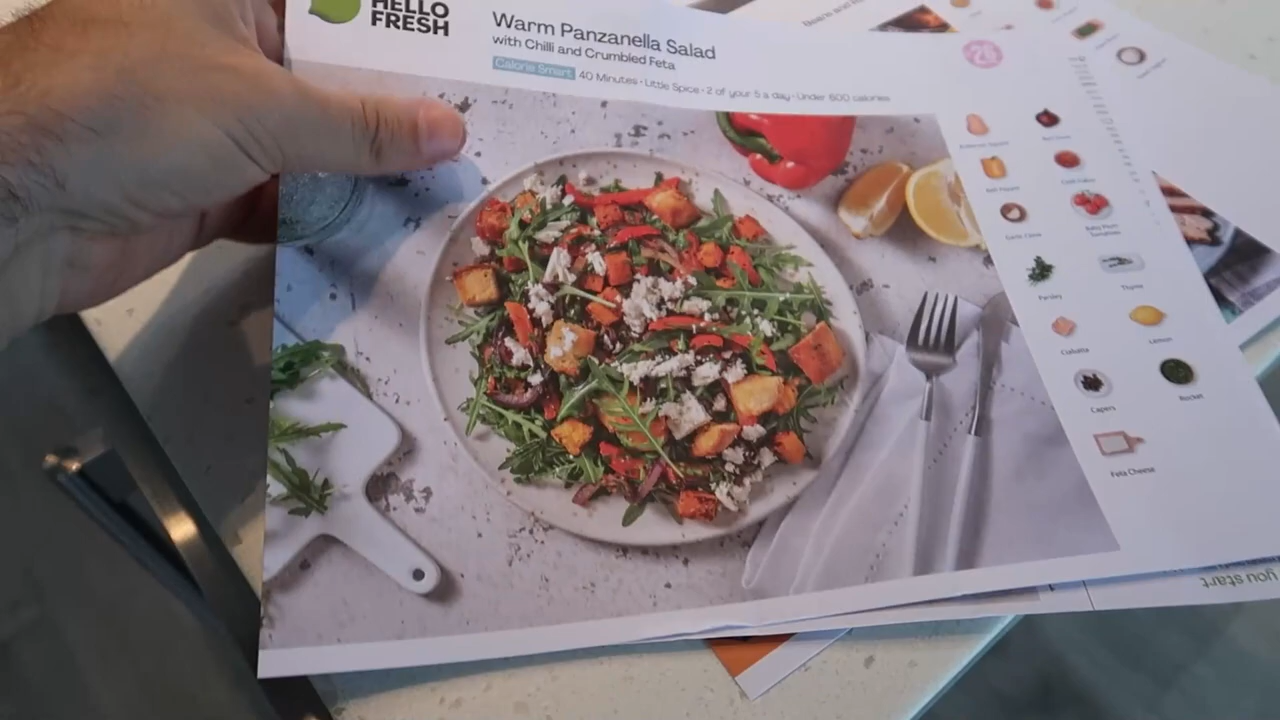 HELLO
FRESH
Warm Panzanella Salad
with Chilli and Crumbled Feta
Calorie Smart 40 Minutes • Little Spice • 2 of your 5 a day • Under 600 calories
Bell Pepper
Chilli Flakes
Garlic Clove
Baby Plum
Tomatoes
Parsley
Thyme
Ciabatta
Lemon
Capers
Rocket
Feta Cheese
you start